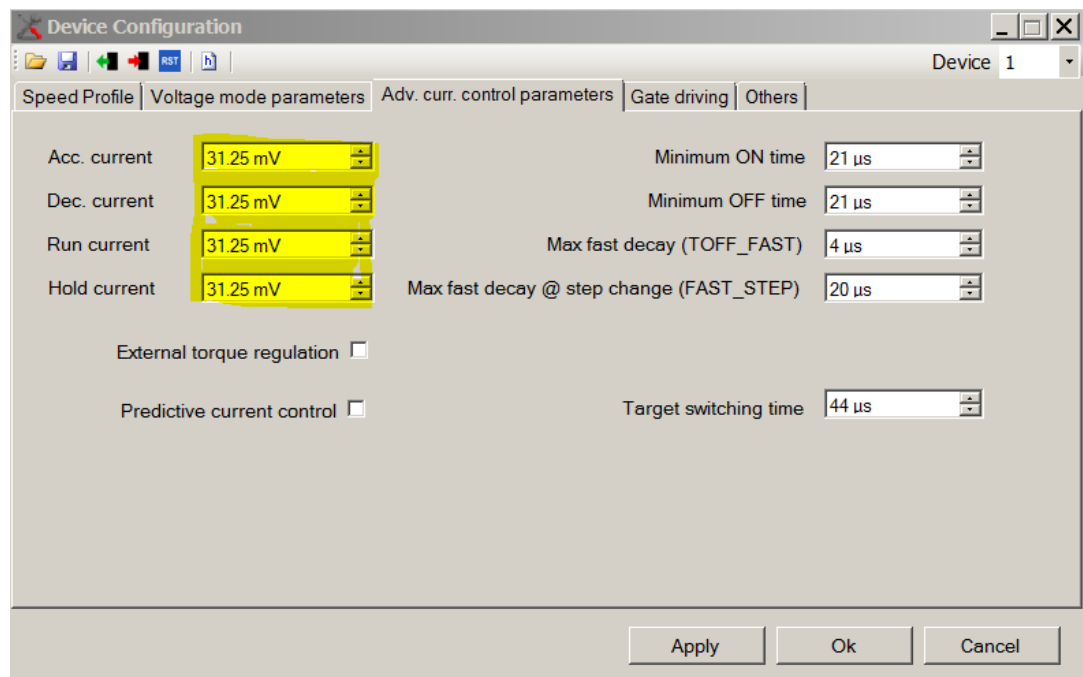 Device Configuration
RST h Device 1
Speed Profile Voltage mode parameters Adv. curr. control parameters Gate driving Others
Acc. current 31.25 mV Minimum ON time 21 µs
Dec. current 31.25 mV Minimum OFF time 21 µs
Run current 31.25 mV Max fast decay (TOFF_FAST) 4 µs
Hold current 31.25 mV Max fast decay @ step change (FAST_STEP) 20 µs
External torque regulation
Predictive current control Target switching time 44 µs
Apply Ok Cancel